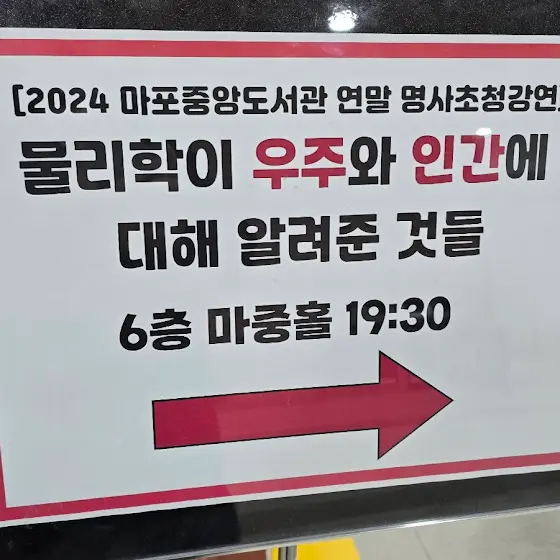 [2024 마포중앙도서관 연말 명사초청강연]
물리학이 우주와 인간에
대해 알려준 것들
6층 마중홀 19:30